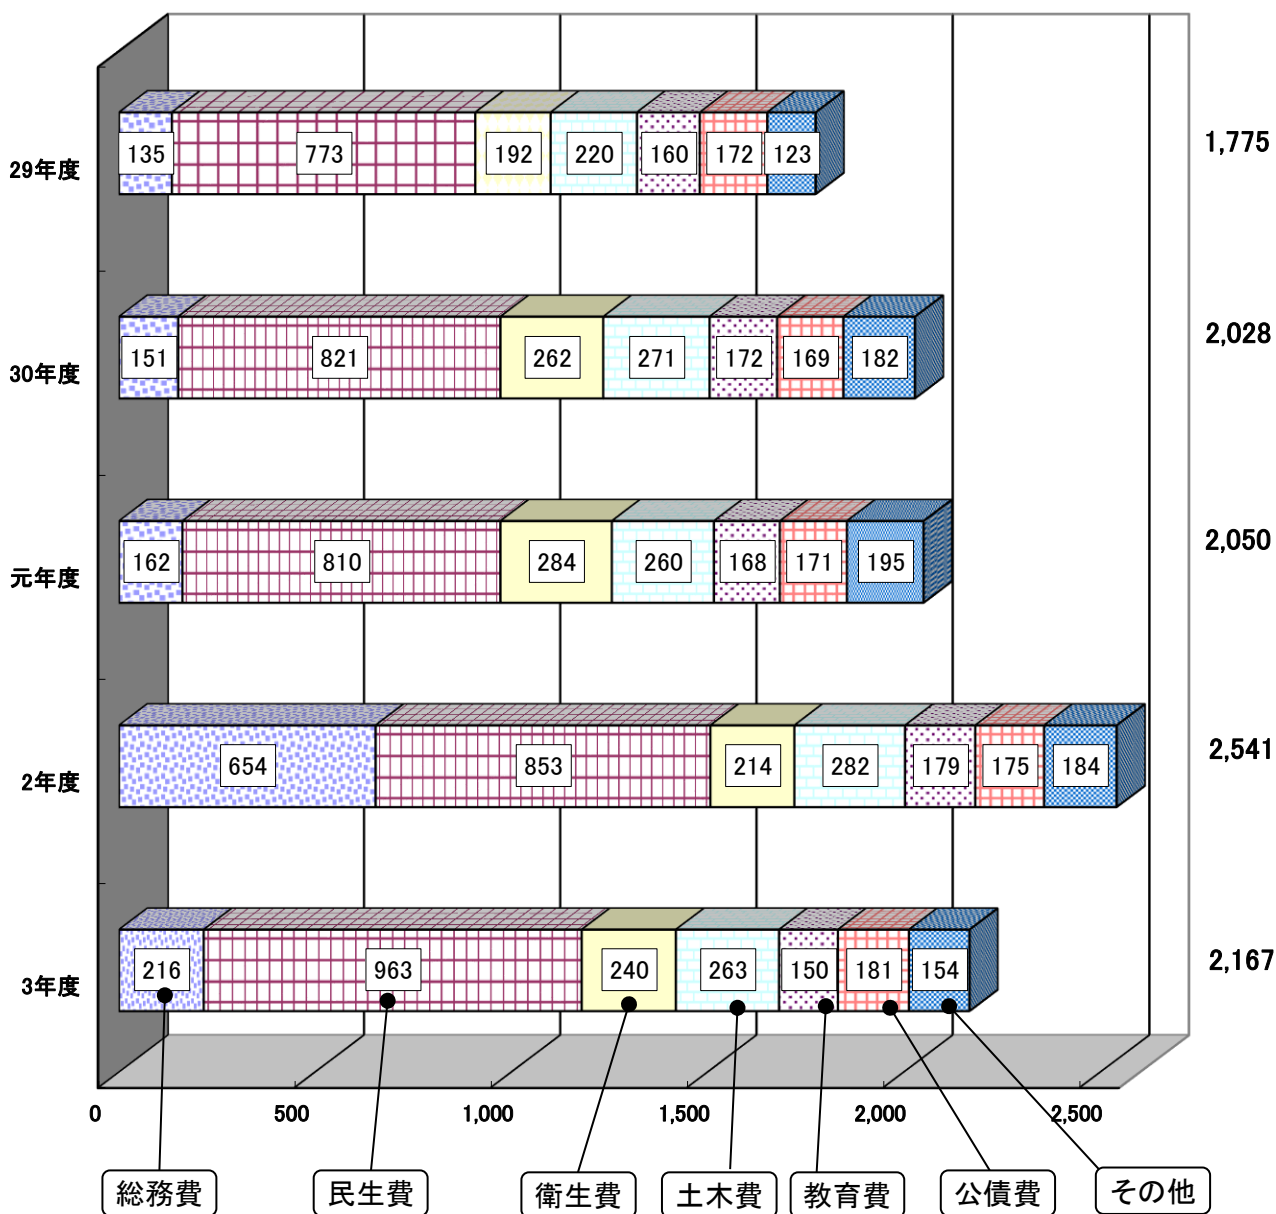 29年度 135 773 192 220 160 172 123 1,775
30年度 151 821 262 271 172 169 182 2,028
元年度 162 810 284 260 168 171 195 2,050
2年度 654 853 214 282 179 175 184 2,541
3年度 216 963 240 263 150 181 154 2,167
0 500 1,000 1,500 2,000 2,500
総務費 民生費 衛生費 土木費 教育費 公債費 その他